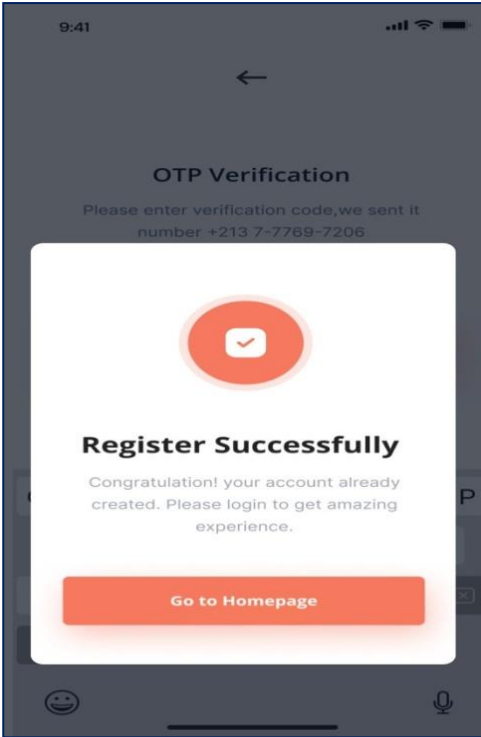 9:41
OTP Verification
Please enter verification code,we sent it
number +213 7-7769-7206
Register Successfully
Congratulation! your account already
created. Please login to get amazing
experience.
P
Go to Homepage